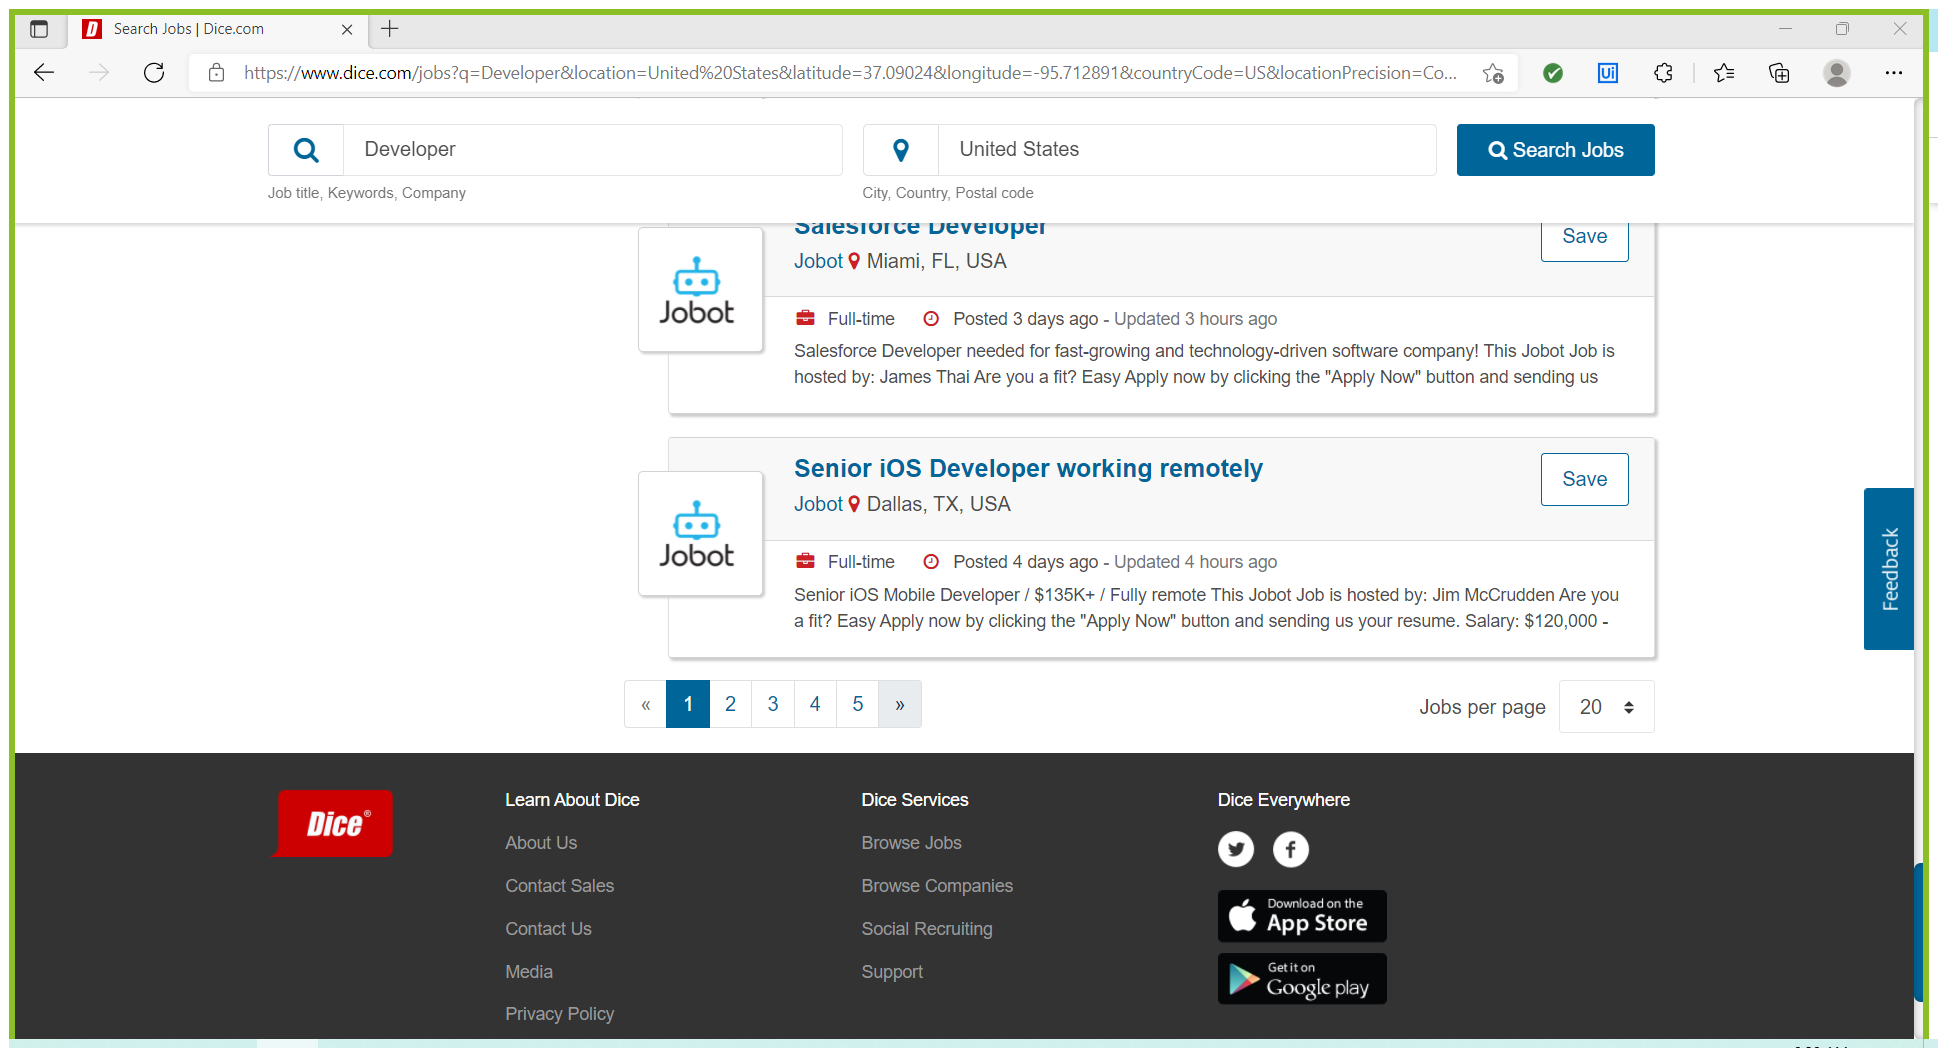 Search Jobs | Dice.com
https://www.dice.com/jobs?q=Developer&location=United%20States&latitude=37.09024&longitude=-95.712891&countryCode=US&locationPrecision=Co...
Developer
United States
Search Jobs
Job title, Keywords, Company
City, Country, Postal code
Salesforce Developer
Save
Jobot Miami, FL, USA
Jobot
Full-time Posted 3 days ago - Updated 3 hours ago
Salesforce Developer needed for fast-growing and technology-driven software company! This Jobot Job is
hosted by: James Thai Are you a fit? Easy Apply now by clicking the "Apply Now" button and sending us
Senior iOS Developer working remotely
Save
Jobot Dallas, TX, USA
Jobot
Full-time Posted 4 days ago - Updated 4 hours ago
Senior iOS Mobile Developer / $135K+ / Fully remote This Jobot Job is hosted by: Jim McCrudden Are you
a fit? Easy Apply now by clicking the "Apply Now" button and sending us your resume. Salary: $120,000 -
Feedback
« 1 2 3 4 5 »
Jobs per page 20
Dice®
Learn About Dice
About Us
Contact Sales
Contact Us
Media
Privacy Policy
Dice Services
Browse Jobs
Browse Companies
Social Recruiting
Support
Dice Everywhere
Download on the
App Store
Get it on
Google play